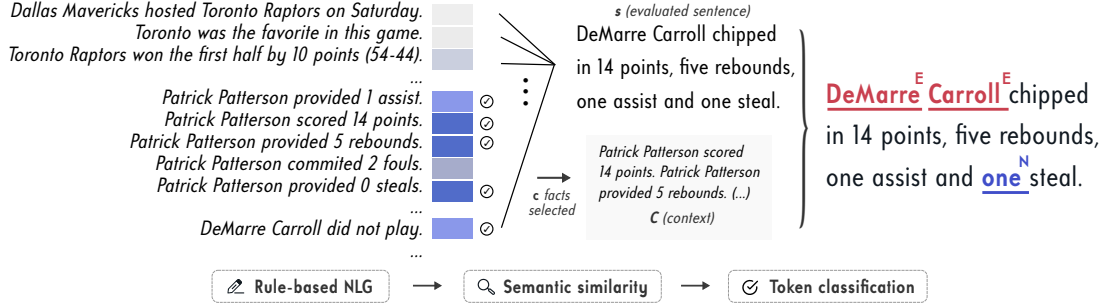 Dallas Mavericks hosted Toronto Raptors on Saturday.
Toronto was the favorite in this game.
Toronto Raptors won the first half by 10 points (54-44).
...
Patrick Patterson provided 1 assist.
Patrick Patterson scored 14 points.
Patrick Patterson provided 5 rebounds.
Patrick Patterson commited 2 fouls.
Patrick Patterson provided 0 steals.
...
DeMarre Carroll did not play.
...
s (evaluated sentence)
DeMarre Carroll chipped
in 14 points, five rebounds,
one assist and one steal.
c facts
selected
Patrick Patterson scored
14 points. Patrick Patterson
provided 5 rebounds. (...)
C (context)
DeMarre E Carroll E chipped
in 14 points, five rebounds,
one assist and one N steal.
Rule-based NLG
Semantic similarity
Token classification